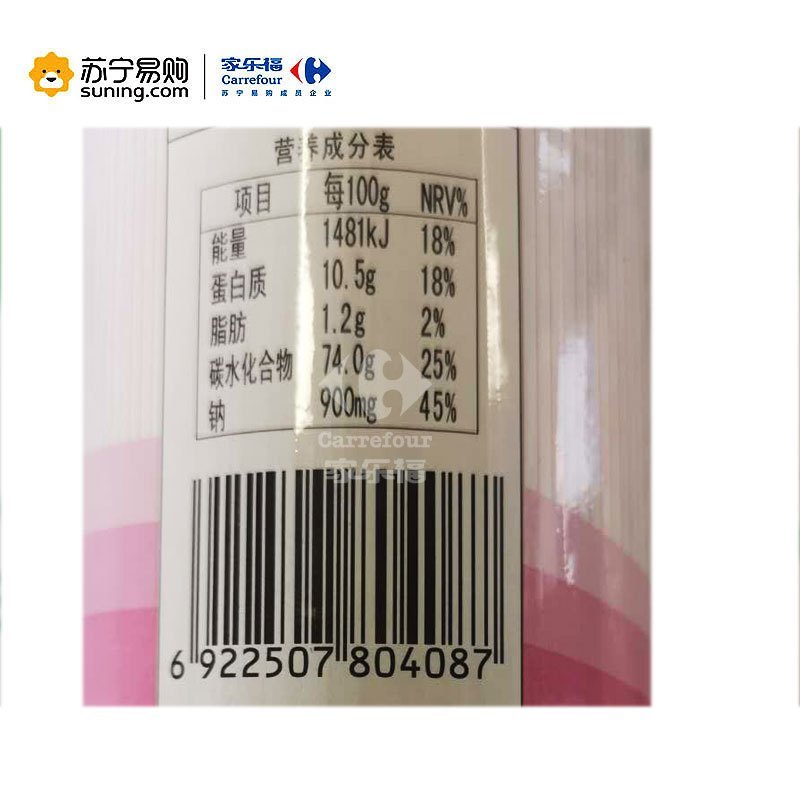 苏宁易购
suning.com
家乐福
Carrefour
苏宁易购成员企业
营养成分表
项目 每100g NRV%
能量 1481kJ 18%
蛋白质 10.5g 18%
脂肪 1.2g 2%
碳水化合物 74.0g 25%
钠 900mg 45%
Carrefour
家乐福
6 922507 804087